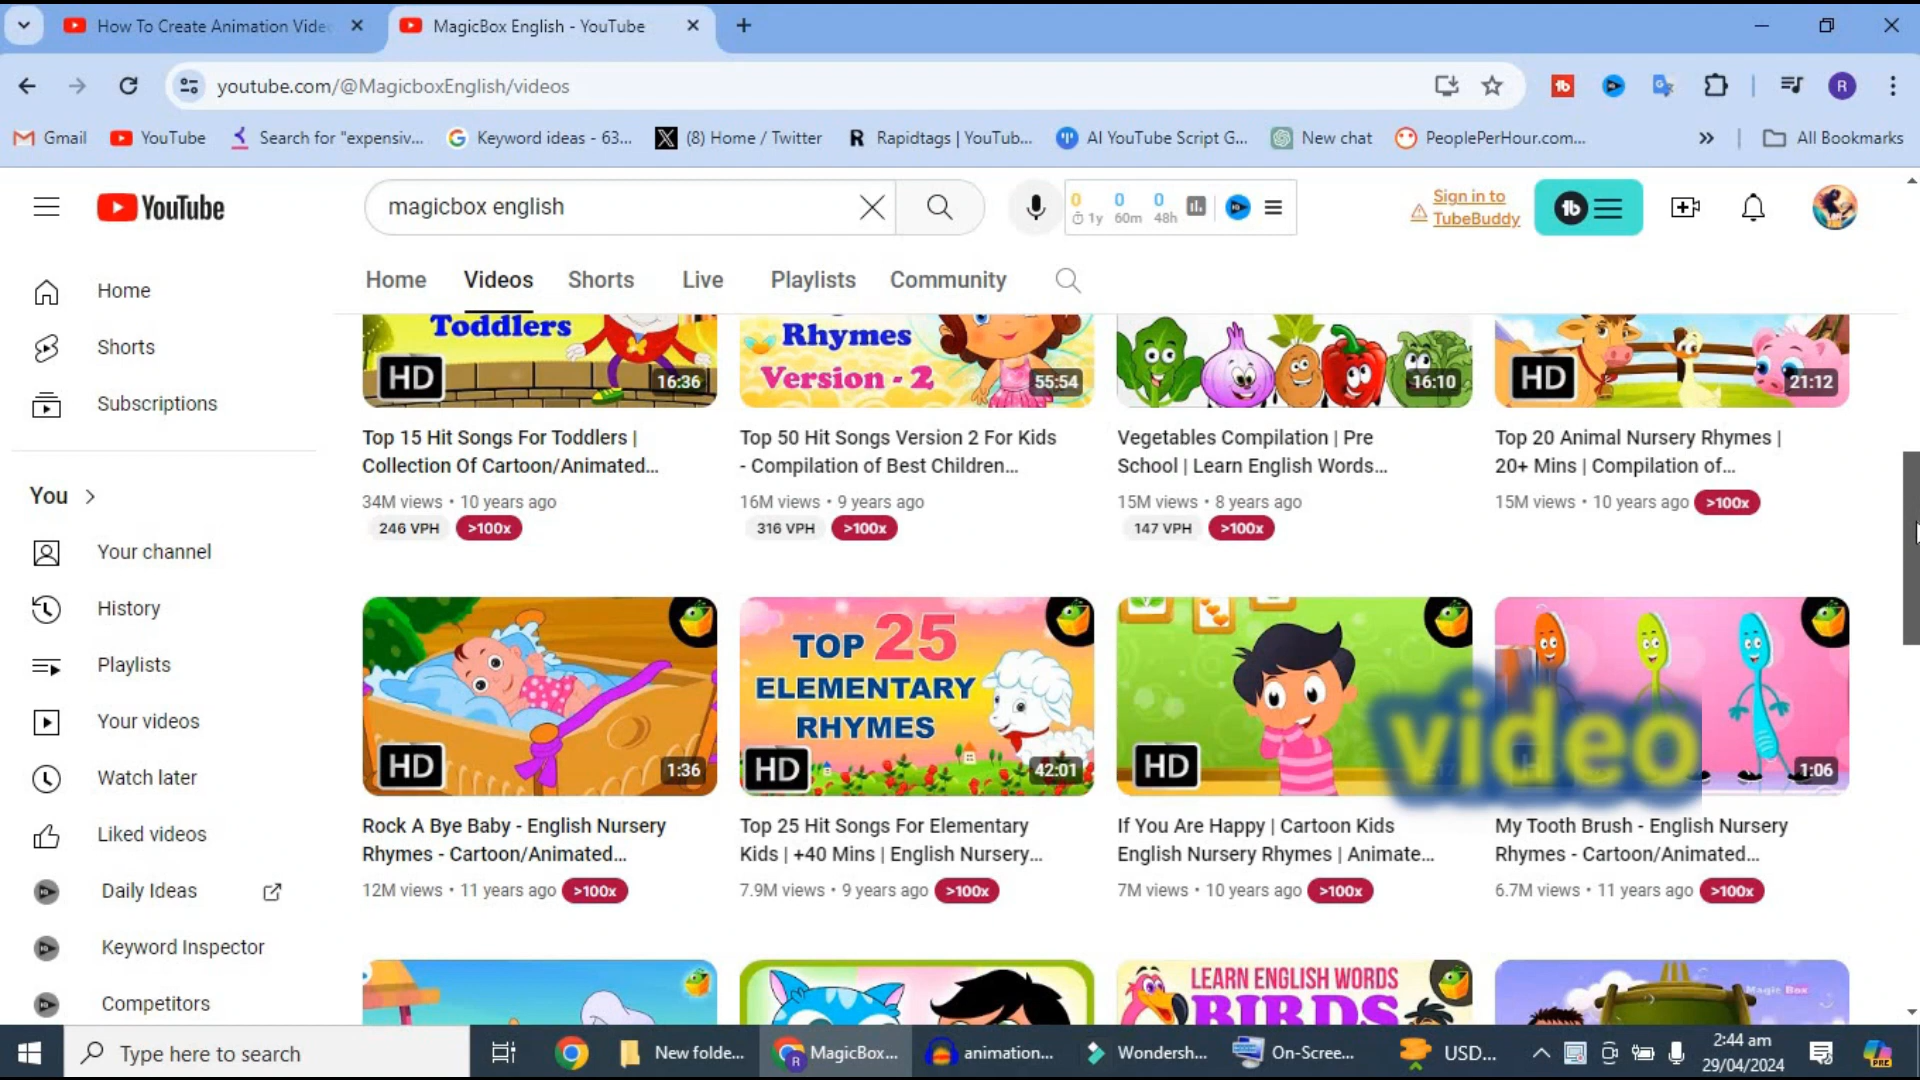 How To Create Animation Vide
MagicBox English - YouTube
youtube.com/@MagicboxEnglish/videos
Gmail
YouTube
Search for "expensiv...
Keyword ideas - 63...
(8) Home / Twitter
Rapidtags | YouTub...
AI YouTube Script G...
New chat
PeoplePerHour.com...
All Bookmarks
YouTube
magicbox english
0 0 0
1y 60m 48h
Sign in to
TubeBuddy
Home
Videos
Shorts
Live
Playlists
Community
Home
Shorts
Subscriptions
You
Your channel
History
Playlists
Your videos
Watch later
Liked videos
Daily Ideas
Keyword Inspector
Competitors
Toddlers
HD
16:36
Top 15 Hit Songs For Toddlers |
Collection Of Cartoon/Animated...
34M views • 10 years ago
246 VPH >100x
Rhymes
Version - 2
55:54
Top 50 Hit Songs Version 2 For Kids
- Compilation of Best Children...
16M views • 9 years ago
316 VPH >100x
16:10
Vegetables Compilation | Pre
School | Learn English Words...
15M views • 8 years ago
147 VPH >100x
HD
21:12
Top 20 Animal Nursery Rhymes |
20+ Mins | Compilation of...
15M views • 10 years ago >100x
HD
1:36
Rock A Bye Baby - English Nursery
Rhymes - Cartoon/Animated...
12M views • 11 years ago >100x
TOP 25
ELEMENTARY
RHYMES
HD
42:01
Top 25 Hit Songs For Elementary
Kids | +40 Mins | English Nursery...
7.9M views • 9 years ago >100x
HD
If You Are Happy | Cartoon Kids
English Nursery Rhymes | Animate...
7M views • 10 years ago >100x
video
1:06
My Tooth Brush - English Nursery
Rhymes - Cartoon/Animated...
6.7M views • 11 years ago >100x
LEARN ENGLISH WORDS
BIRDS
Magic Box
Type here to search
New folde...
MagicBox...
animation...
Wondersh...
On-Scree...
USD...
2:44 am
29/04/2024